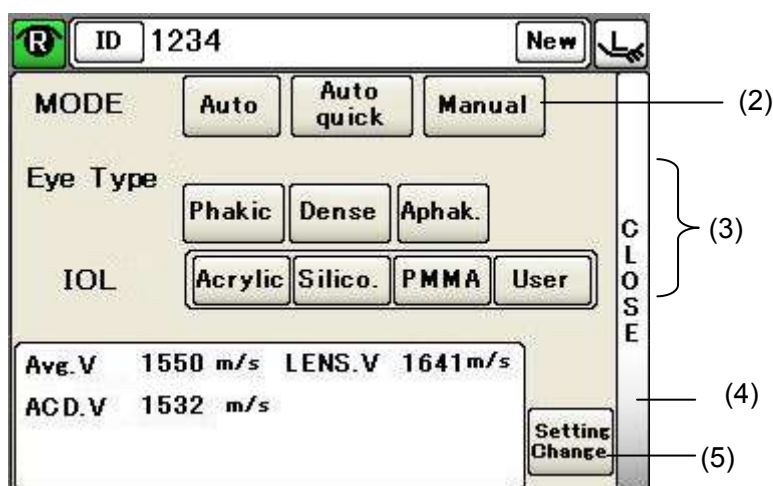 R ID 1234 New L
MODE Auto Auto quick Manual (2)
Eye Type
Phakic Dense Aphak. (3)
IOL Acrylic Silico. PMMA User
CLOSE
Avg.V 1550 m/s LENS.V 1641m/s
ACD.V 1532 m/s
(4)
Setting
Change (5)